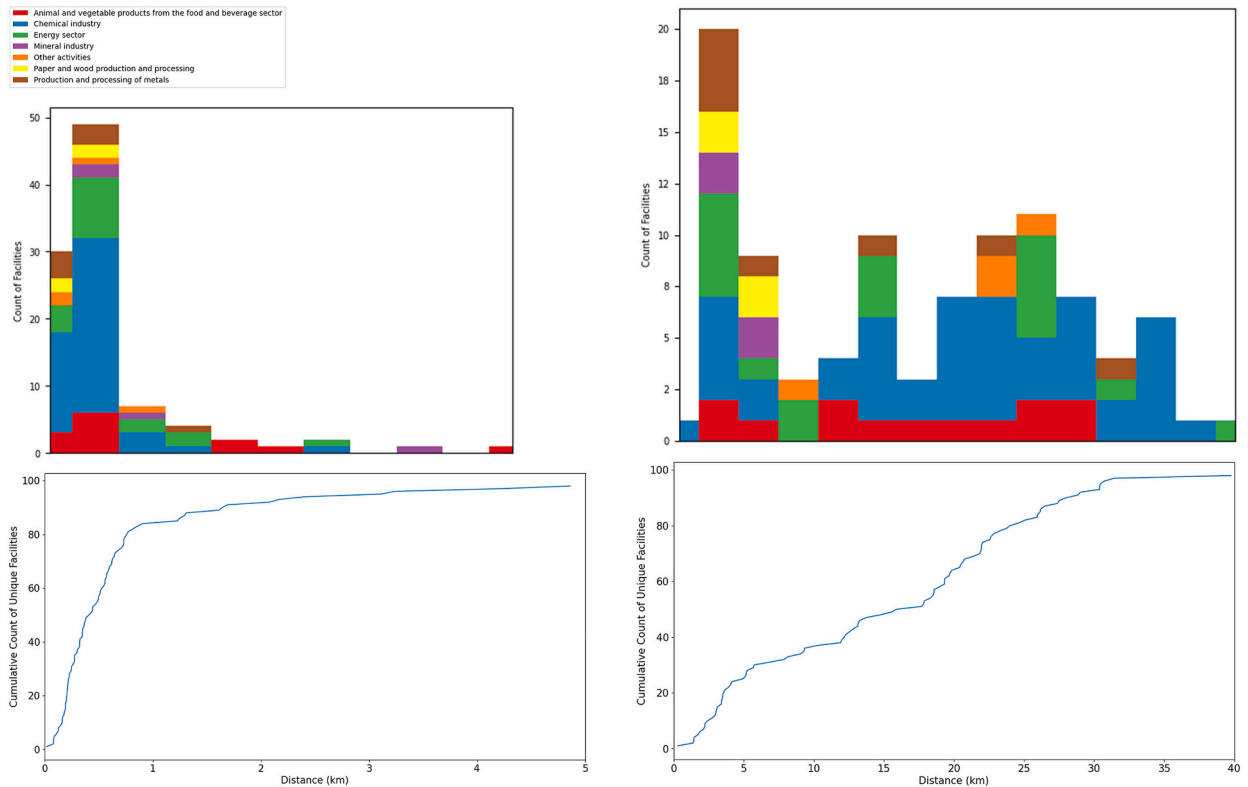 Animal and vegetable products from the food and beverage sector
Chemical industry
Energy sector
Mineral industry
Other activities
Paper and wood production and processing
Production and processing of metals
50
40
30
20
10
0
Count of Facilities
20
18
15
12
10
8
5
2
0
Count of Facilities
100
80
60
40
20
0
Cumulative Count of Unique Facilities
0 1 2 3 4 5
Distance (km)
100
80
60
40
20
0
Cumulative Count of Unique Facilities
0 5 10 15 20 25 30 35 40
Distance (km)